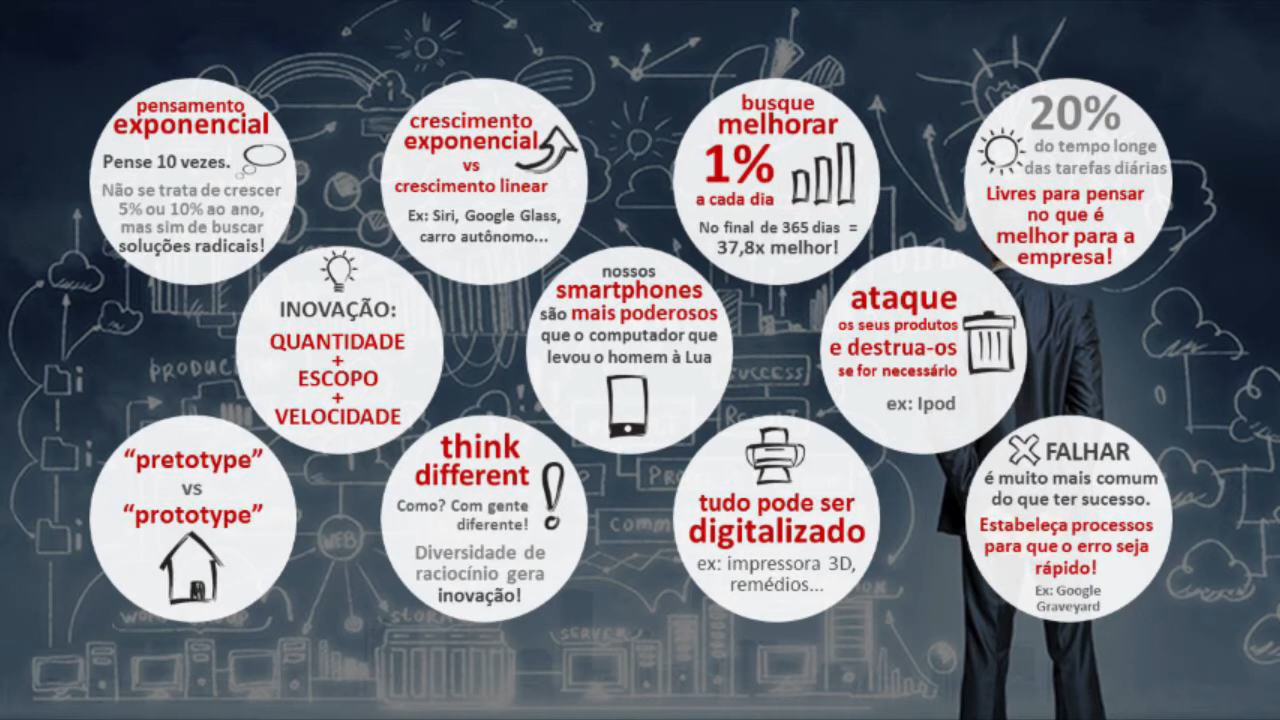 pensamento
exponencial
Pense 10 vezes.
Não se trata de crescer
5% ou 10% ao ano,
mas sim de buscar
soluções radicais!
crescimento
exponencial
vs
crescimento linear
Ex: Siri, Google Glass,
carro autônomo...
busque
melhorar
1%
a cada dia
No final de 365 dias =
37,8x melhor!
20%
do tempo longe
das tarefas diárias
Livres para pensar
no que é
melhor para a
empresa!
INOVAÇÃO:
QUANTIDADE
+
ESCOPO
+
VELOCIDADE
nossos
smartphones
são mais poderosos
que o computador que
levou o homem à Lua
ataque
os seus produtos
e destrua-os
se for necessário
ex: Ipod
“pretotype”
vs
“prototype”
think
different
Como? Com gente
diferente!
Diversidade de
raciocínio gera
inovação!
tudo pode ser
digitalizado
ex: impressora 3D,
remédios...
FALHAR
é muito mais comum
do que ter sucesso.
Estabeleça processos
para que o erro seja
rápido!
Ex: Google
Graveyard
WEB
SERVER